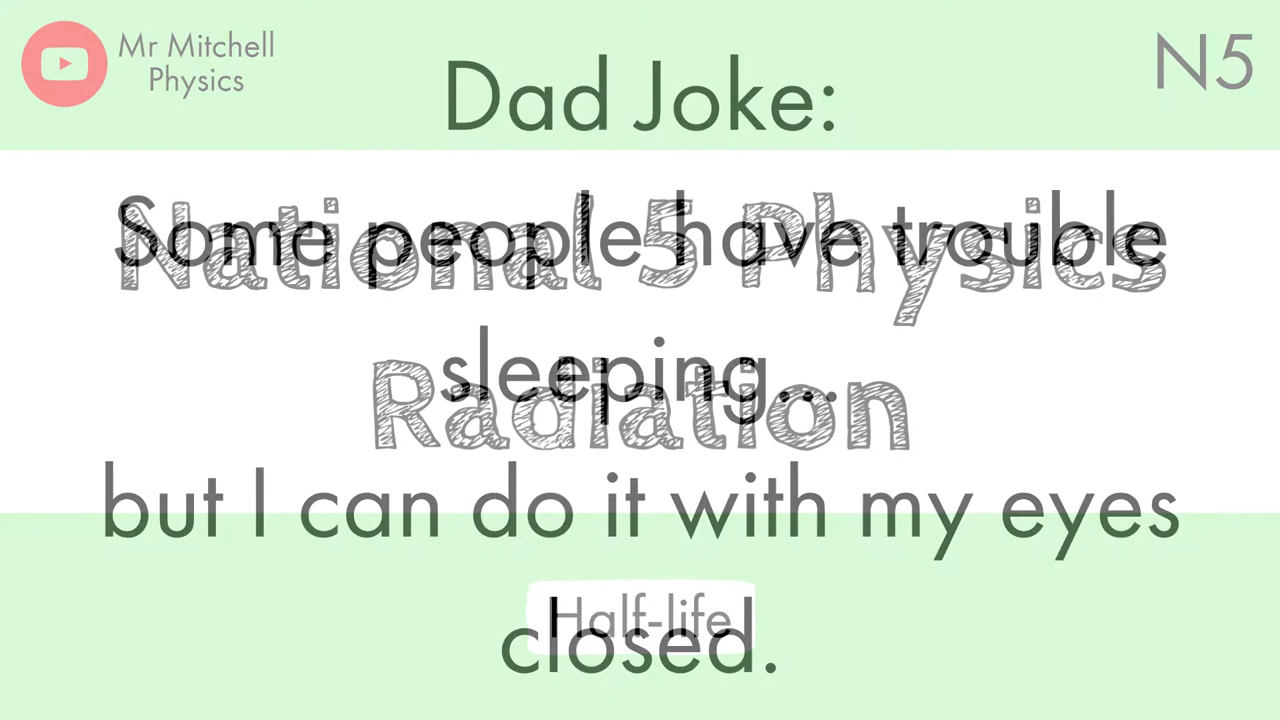 Mr Mitchell
Physics
N5
Dad Joke:
Some people have trouble
National 5 Physics
sleeping...
Radiation
but I can do it with my eyes
Half-life
closed.